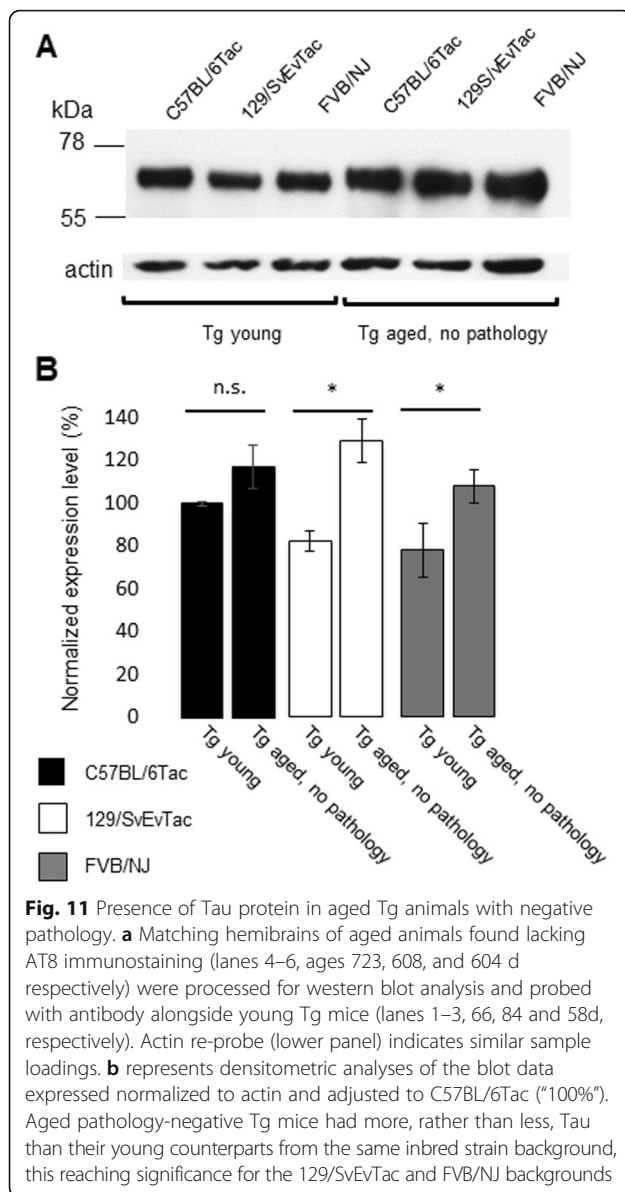 A
C57BL/6Tac
129/SvEvTac
FVB/NJ
C57BL/6Tac
129S/vEvTac
FVB/NJ
kDa
78
55
actin
Tg young
Tg aged, no pathology
B
n.s.
*
*
Normalized expression level (%)
140
120
100
80
60
40
20
0
Tg young
Tg aged, no pathology
Tg young
Tg aged, no pathology
Tg young
Tg aged, no pathology
C57BL/6Tac
129/SvEvTac
FVB/NJ
Fig. 11 Presence of Tau protein in aged Tg animals with negative
pathology. a Matching hemibrains of aged animals found lacking
AT8 immunostaining (lanes 4–6, ages 723, 608, and 604 d
respectively) were processed for western blot analysis and probed
with antibody alongside young Tg mice (lanes 1–3, 66, 84 and 58d,
respectively). Actin re-probe (lower panel) indicates similar sample
loadings. b represents densitometric analyses of the blot data
expressed normalized to actin and adjusted to C57BL/6Tac (“100%”).
Aged pathology-negative Tg mice had more, rather than less, Tau
than their young counterparts from the same inbred strain background,
this reaching significance for the 129/SvEvTac and FVB/NJ backgrounds